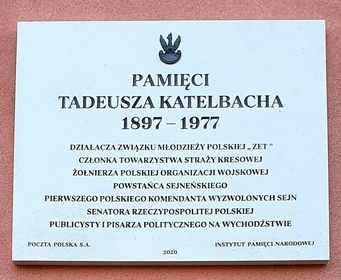 PAMIĘCI
TADEUSZA KATELBACHA
1897 – 1977
DZIAŁACZA ZWIĄZKU MŁODZIEŻY POLSKIEJ „ ZET "
CZŁONKA TOWARZYSTWA STRAŻY KRESOWEJ
ŻOŁNIERZA POLSKIEJ ORGANIZACJI WOJSKOWEJ
POWSTAŃCA SEJNEŃSKIEGO
PIERWSZEGO POLSKIEGO KOMENDANTA WYZWOLONYCH SEJN
SENATORA RZECZYPOSPOLITEJ POLSKIEJ
PUBLICYSTY I PISARZA POLITYCZNEGO NA WYCHODŹSTWIE
POCZTA POLSKA S.A. INSTYTUT PAMIĘCI NARODOWEJ
2020